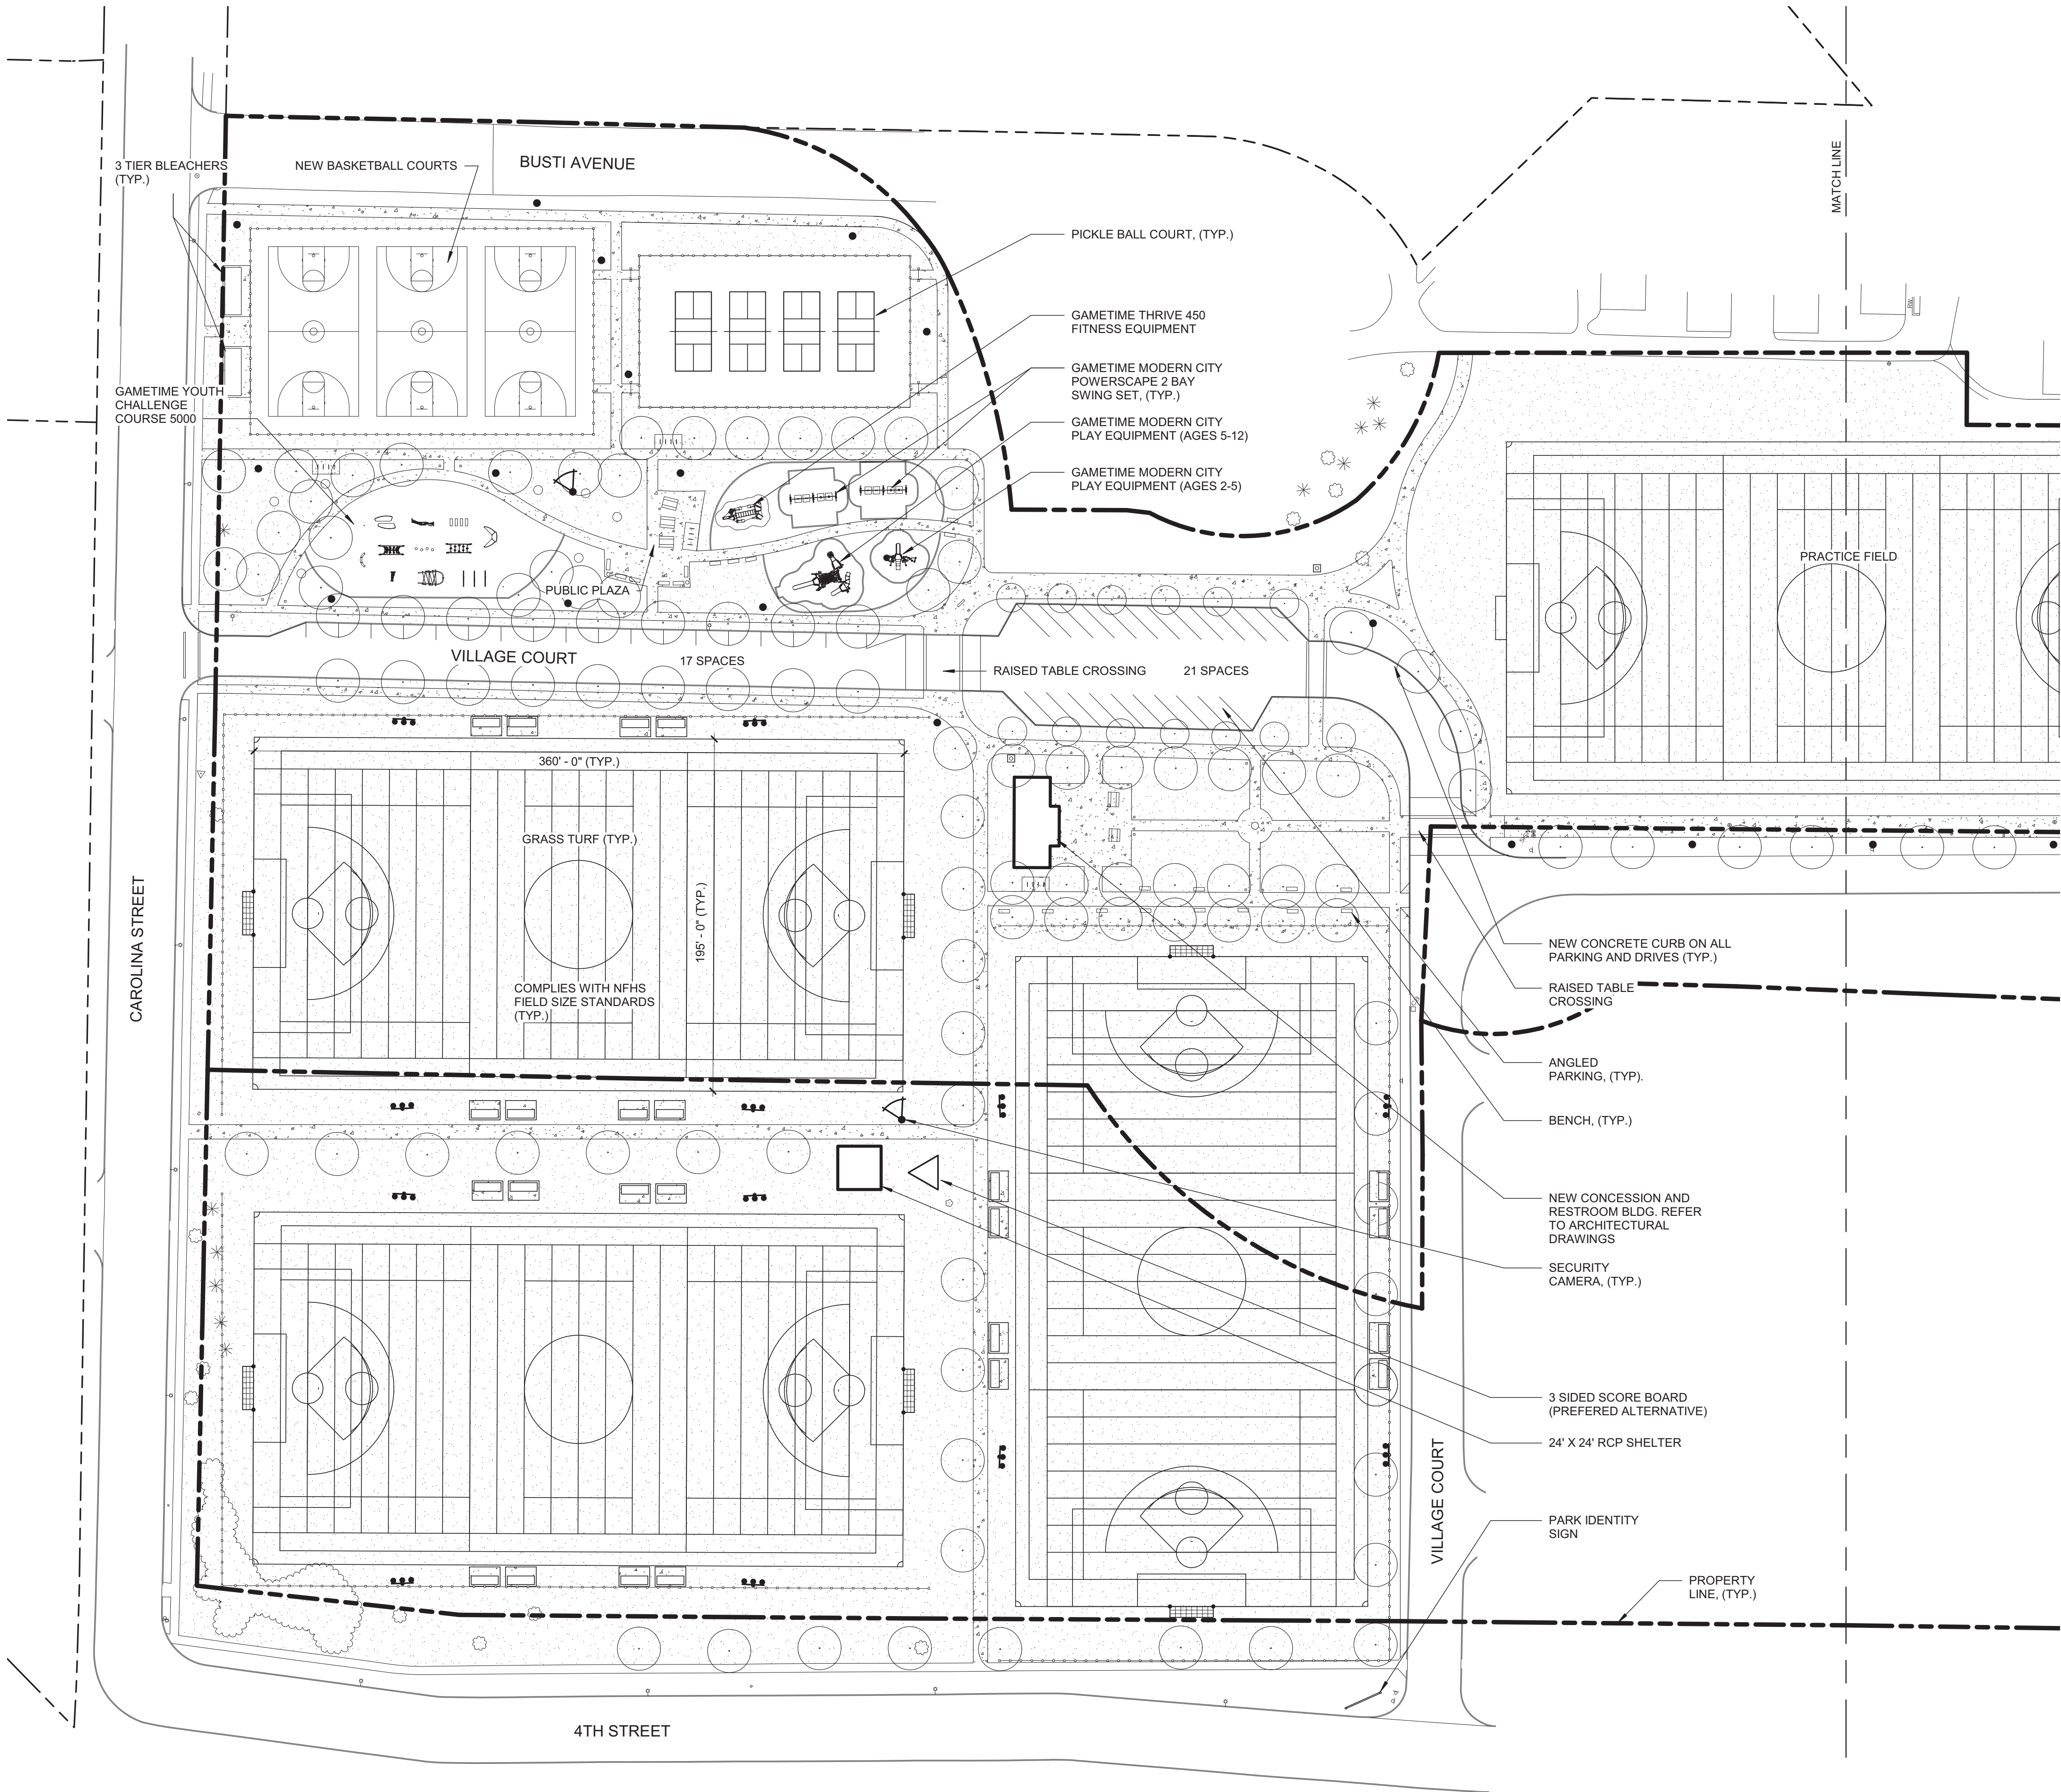 3 TIER BLEACHERS
(TYP.)
NEW BASKETBALL COURTS
BUSTI AVENUE
MATCH LINE
PICKLE BALL COURT, (TYP.)
GAMETIME THRIVE 450
FITNESS EQUIPMENT
GAMETIME MODERN CITY
POWERSCAPE 2 BAY
SWING SET, (TYP.)
GAMETIME YOUTH
CHALLENGE
COURSE 5000
GAMETIME MODERN CITY
PLAY EQUIPMENT (AGES 5-12)
GAMETIME MODERN CITY
PLAY EQUIPMENT (AGES 2-5)
PRACTICE FIELD
PUBLIC PLAZA
VILLAGE COURT
17 SPACES
RAISED TABLE CROSSING
21 SPACES
360' - 0" (TYP.)
GRASS TURF (TYP.)
195' - 0" (TYP.)
CAROLINA STREET
COMPLIES WITH NFHS
FIELD SIZE STANDARDS
(TYP.)
NEW CONCRETE CURB ON ALL
PARKING AND DRIVES (TYP.)
RAISED TABLE
CROSSING
ANGLED
PARKING, (TYP).
BENCH, (TYP.)
NEW CONCESSION AND
RESTROOM BLDG. REFER
TO ARCHITECTURAL
DRAWINGS
SECURITY
CAMERA, (TYP.)
3 SIDED SCORE BOARD
(PREFERED ALTERNATIVE)
24' X 24' RCP SHELTER
VILLAGE COURT
PARK IDENTITY
SIGN
PROPERTY
LINE, (TYP.)
4TH STREET